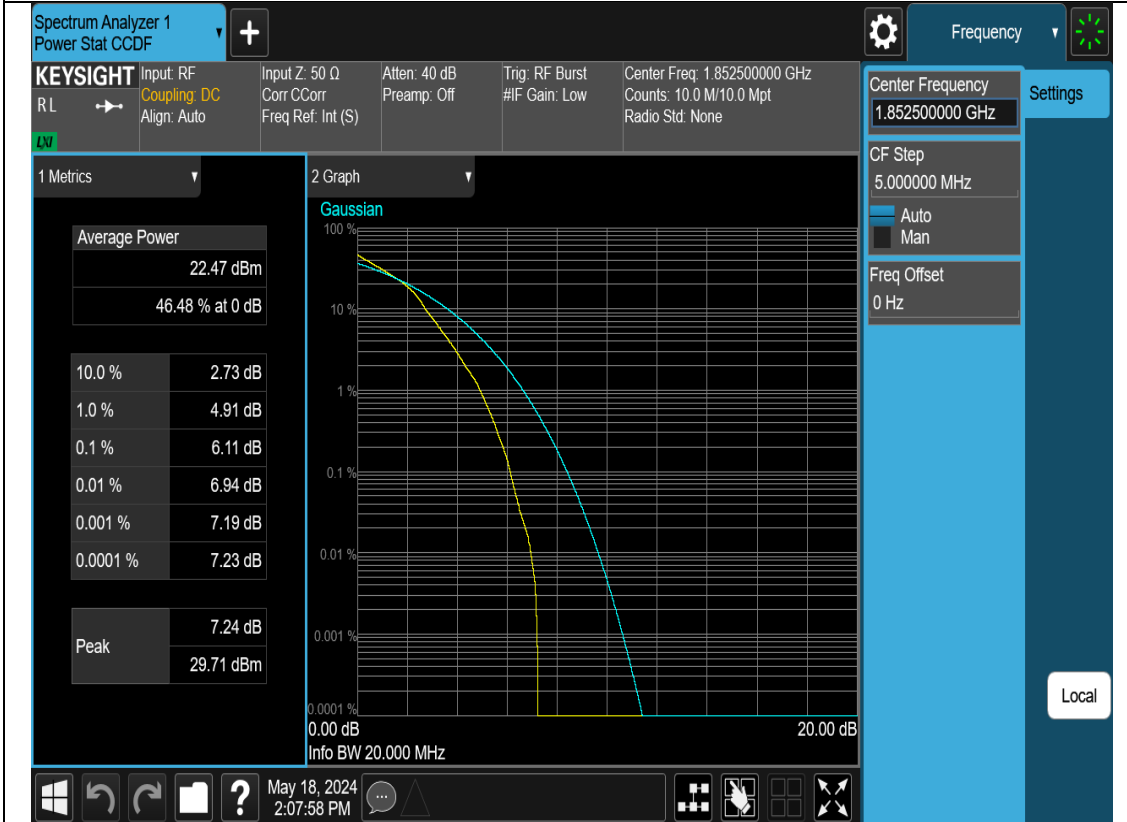 Spectrum Analyzer 1
Power Stat CCDF
Frequency
KEYSIGHT
RL
LXI
Input: RF
Coupling: DC
Align: Auto
Input Z: 50 Ω
Corr CCorr
Freq Ref: Int (S)
Atten: 40 dB
Preamp: Off
Trig: RF Burst
#IF Gain: Low
Center Freq: 1.852500000 GHz
Counts: 10.0 M/10.0 Mpt
Radio Std: None
Center Frequency
1.852500000 GHz
Settings
CF Step
5.000000 MHz
Auto
Man
Freq Offset
0 Hz
Local
1 Metrics
Average Power
22.47 dBm
46.48 % at 0 dB
10.0 % 2.73 dB
1.0 % 4.91 dB
0.1 % 6.11 dB
0.01 % 6.94 dB
0.001 % 7.19 dB
0.0001 % 7.23 dB
Peak
7.24 dB
29.71 dBm
2 Graph
Gaussian
100 %
10 %
1 %
0.1 %
0.01 %
0.001 %
0.0001 %
0.00 dB 20.00 dB
Info BW 20.000 MHz
?
May 18, 2024
2:07:58 PM